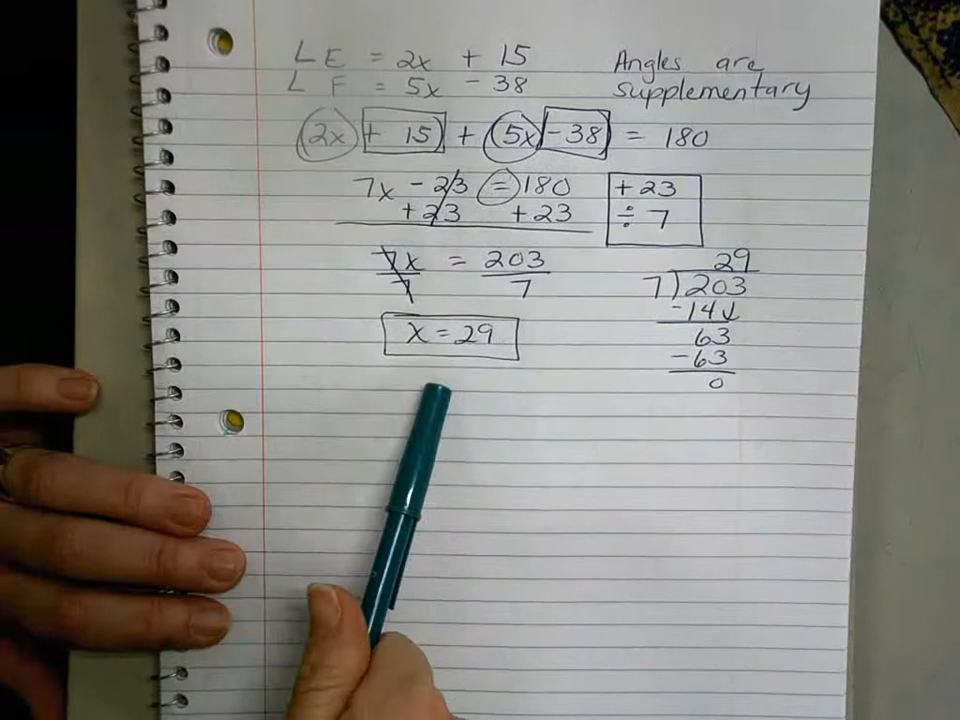 ∠E = 2x + 15
∠F = 5x - 38
Angles are
supplementary
(2x + 15) + (5x - 38) = 180
7x - 23 = 180
+23 +23
+ 23
÷ 7
7x = 203
7 7
x = 29
29
7)203
-14↓
63
-63
0